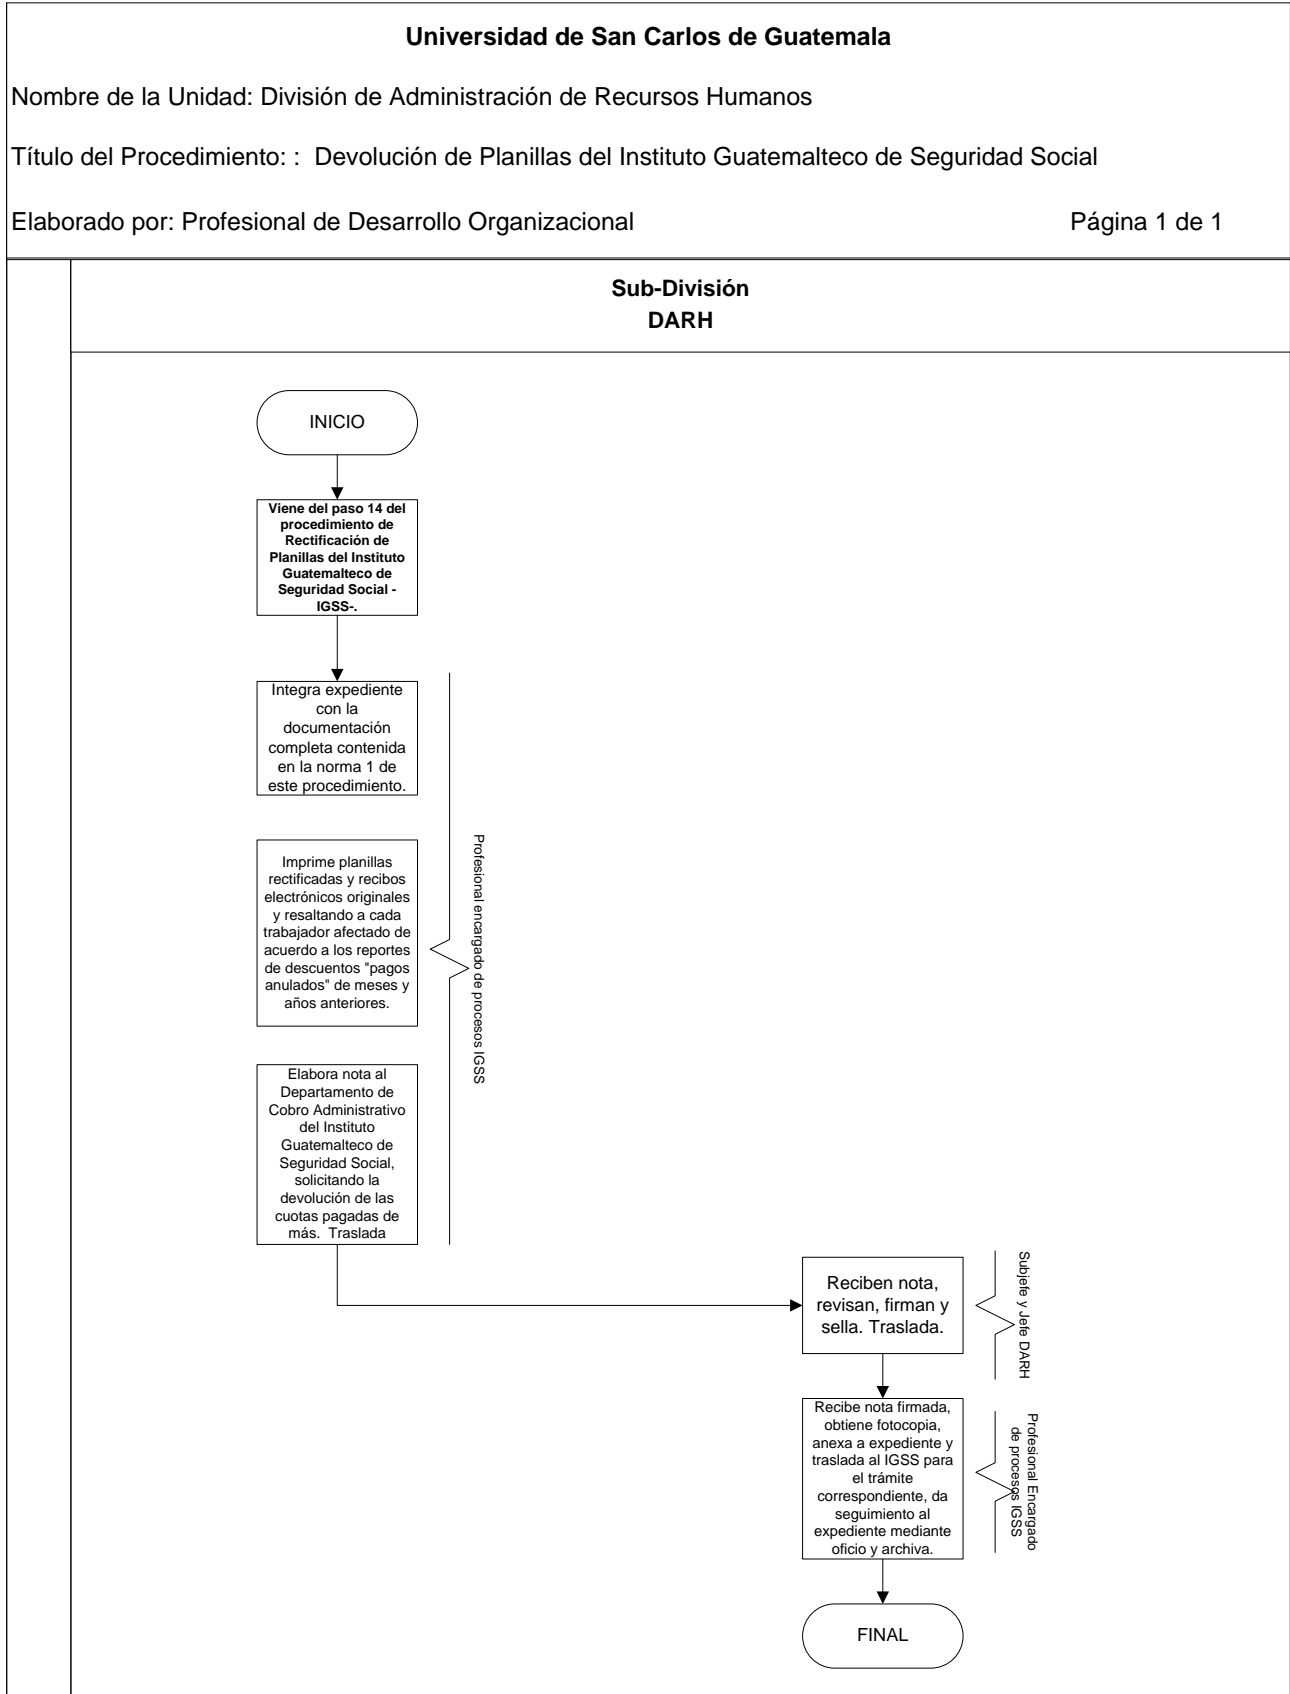 Universidad de San Carlos de Guatemala
Nombre de la Unidad: División de Administración de Recursos Humanos
Título del Procedimiento: :  Devolución de Planillas del Instituto Guatemalteco de Seguridad Social
Elaborado por: Profesional de Desarrollo Organizacional
Página 1 de 1
Sub-División
DARH
INICIO
Viene del paso 14 del
procedimiento de
Rectificación de
Planillas del Instituto
Guatemalteco de
Seguridad Social -
IGSS-.
Integra expediente
con la
documentación
completa contenida
en la norma 1 de
este procedimiento.
Imprime planillas
rectificadas y recibos
electrónicos originales
y resaltando a cada
trabajador afectado de
acuerdo a los reportes
de descuentos "pagos
anulados" de meses y
años anteriores.
Elabora nota al
Departamento de
Cobro Administrativo
del Instituto
Guatemalteco de
Seguridad Social,
solicitando la
devolución de las
cuotas pagadas de
más.  Traslada
Profesional encargado de procesos IGSS
Reciben nota,
revisan, firman y
sella. Traslada.
Subjefe y Jefe DARH
Recibe nota firmada,
obtiene fotocopia,
anexa a expediente y
traslada al IGSS para
el trámite
correspondiente, da
seguimiento al
expediente mediante
oficio y archiva.
Profesional Encargado
de procesos IGSS
FINAL